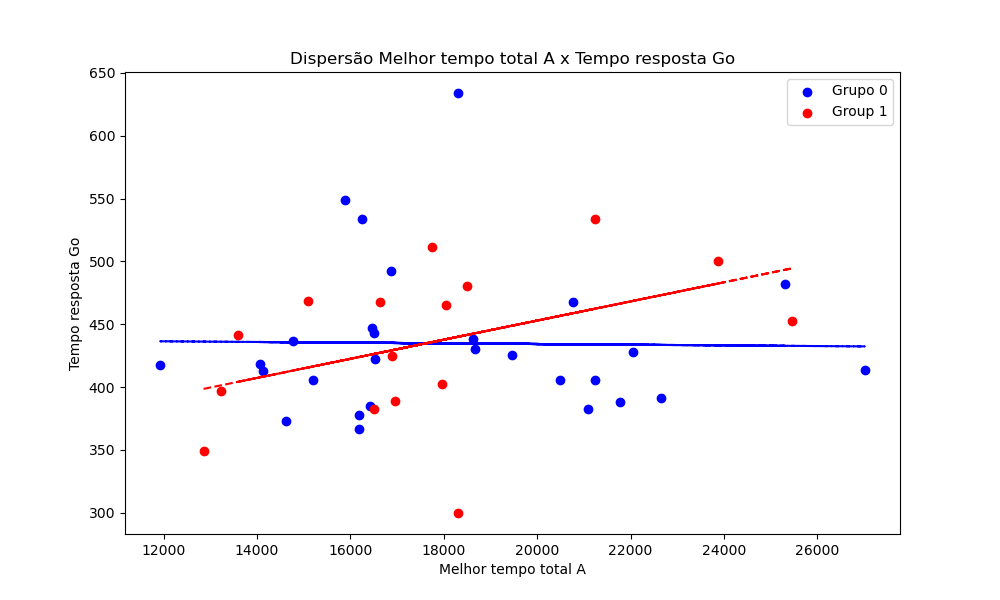 Dispersão Melhor tempo total A x Tempo resposta Go
Grupo 0
Group 1
Tempo resposta Go
650
600
550
500
450
400
350
300
12000 14000 16000 18000 20000 22000 24000 26000
Melhor tempo total A